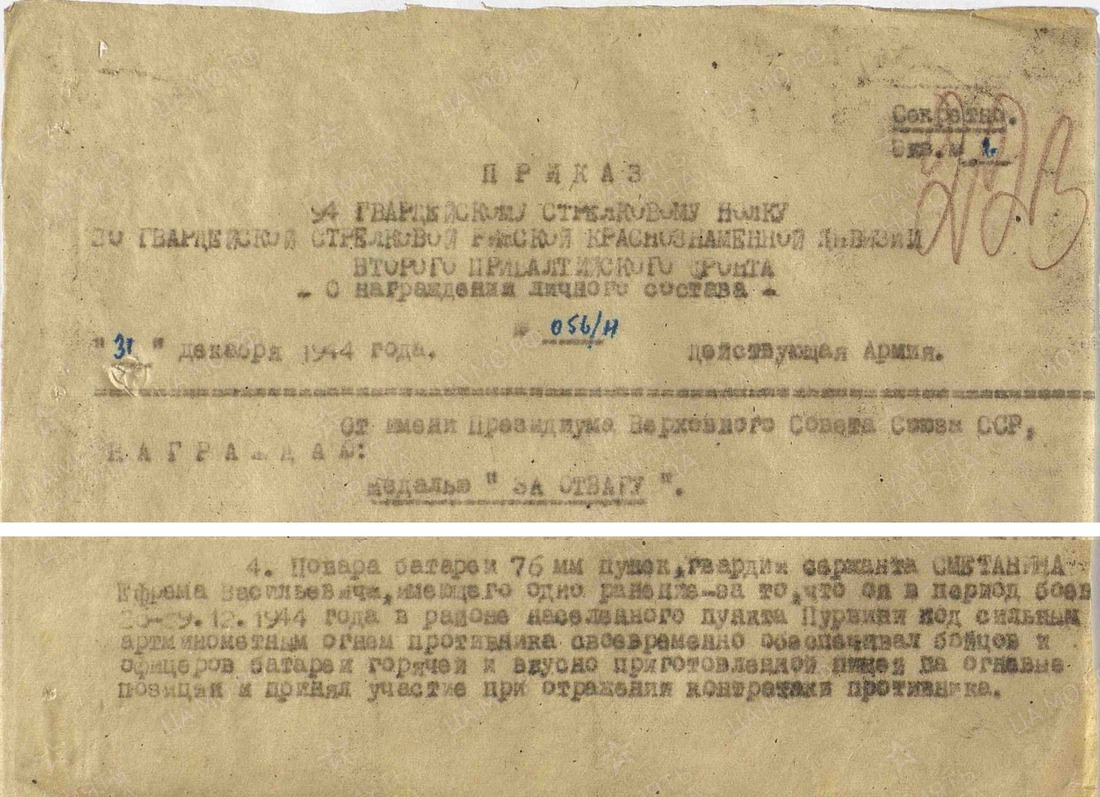 Секретно.
Экз.№ 1
ПРИКАЗ
94 ГВАРДЕЙСКОМУ СТРЕЛКОВОМУ ПОЛКУ
30 ГВАРДЕЙСКОЙ СТРЕЛКОВОЙ РИЖСКОЙ КРАСНОЗНАМЕННОЙ ДИВИЗИИ
ВТОРОГО ПРИБАЛТИЙСКОГО ФРОНТА
- О награждении личного состава -
№ 056/н
"31" декабря 1944 года. Действующая Армия.
От имени Президиума Верховного Совета Союза ССР,
НАГРАЖДАЮ:
медалью " ЗА ОТВАГУ ".
4. Повара батареи 76 мм пушек, гвардии сержанта СМЕТАНИНА
Ефрема Васильевича, имеющего одно ранение-за то, что он в период боев
-29.12.1944 года в районе населенного пункта Пурвини под сильным
артминометным огнем противника своевременно обеспечивал бойцов и
офицеров батареи горячей и вкусно приготовленной пищей на огневые
позиции и принял участие при отражении контратаки противника.